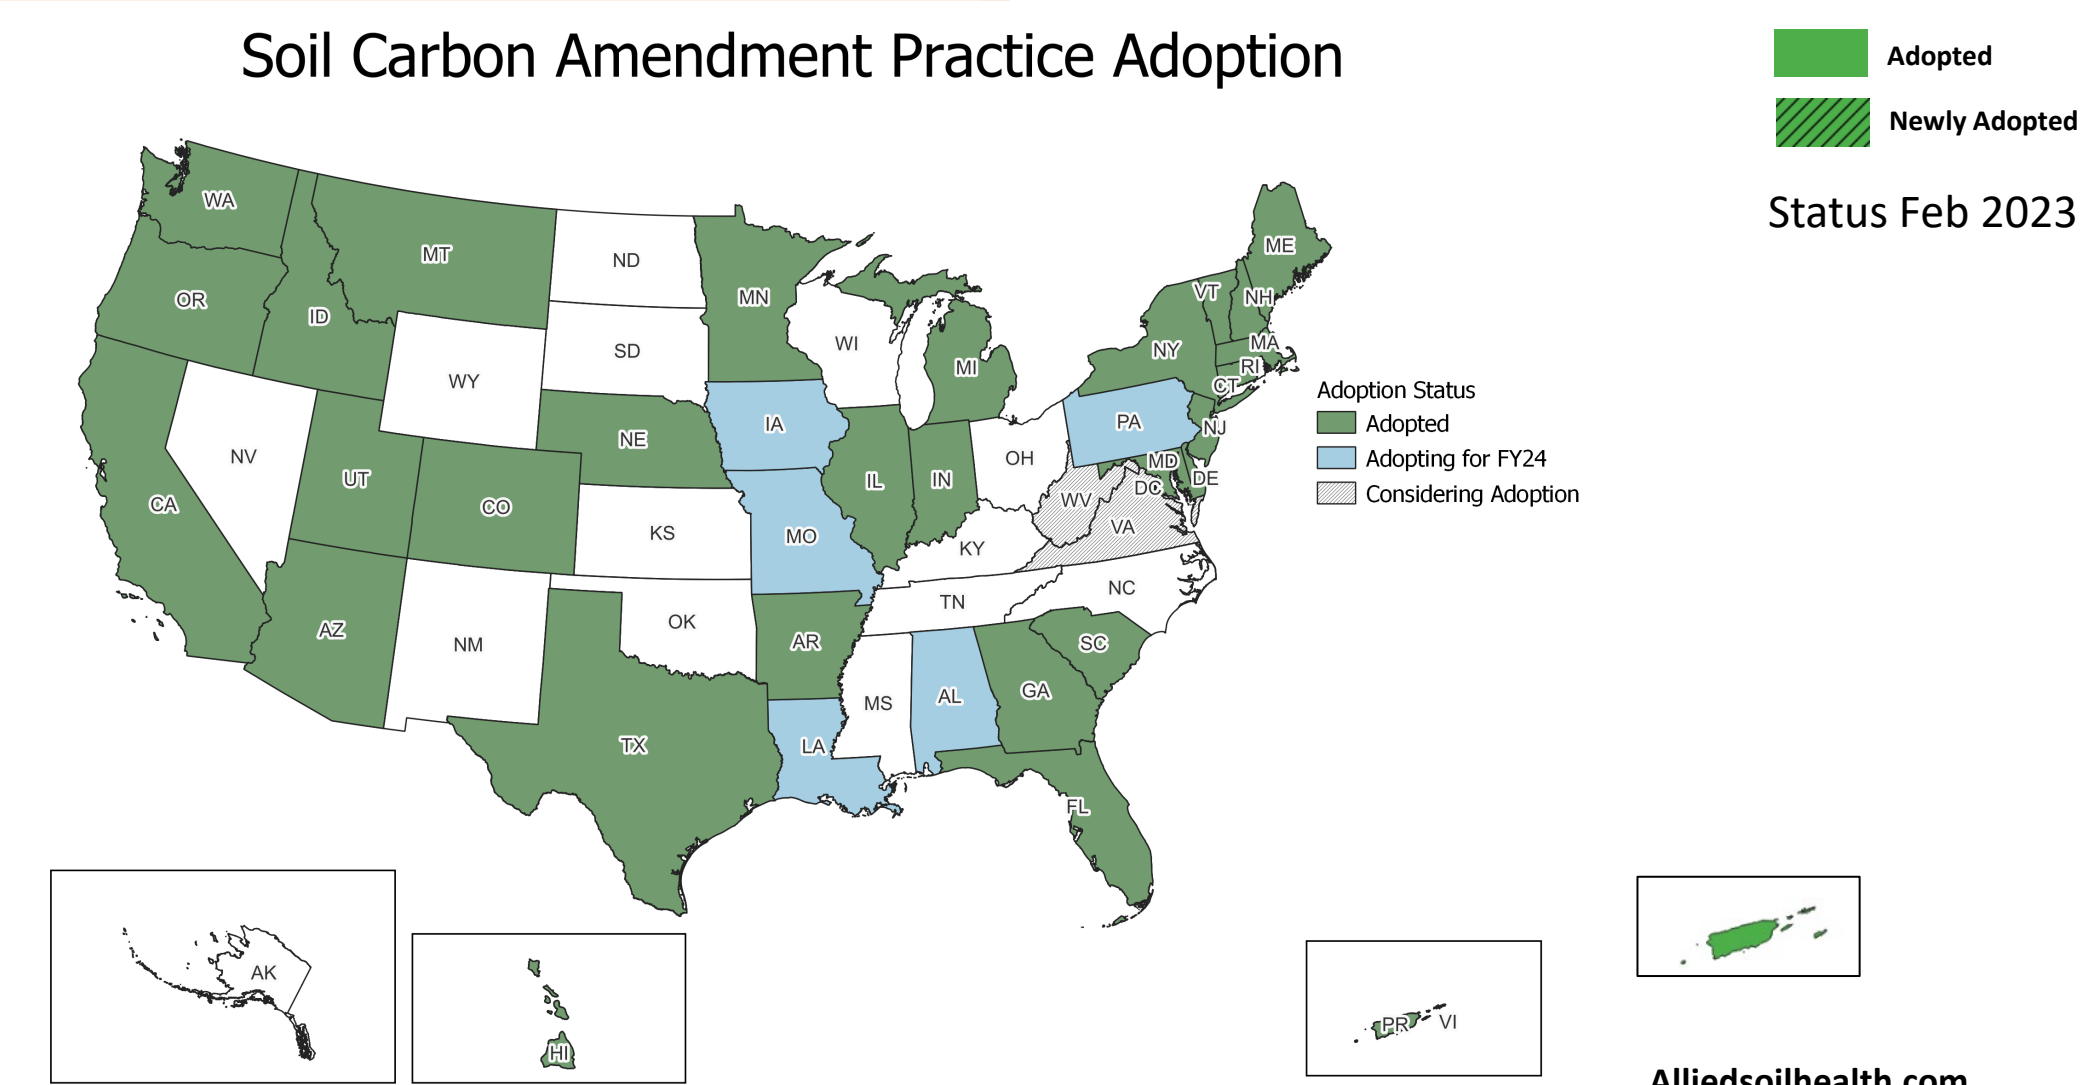 Soil Carbon Amendment Practice Adoption
Adopted
Newly Adopted
Status Feb 2023
WA
MT
ND
MN
ME
OR
ID
SD
WI
MI
VT
NH
NY
MA
RI
CT
WY
IA
PA
NJ
NV
UT
CO
NE
IL
IN
OH
MD
DE
DC
WV
VA
CA
KS
MO
KY
AZ
NM
OK
AR
TN
NC
SC
TX
LA
MS
AL
GA
FL
Adoption Status
Adopted
Adopting for FY24
Considering Adoption
AK
HI
PR
VI
Alliedsoilhealth.com